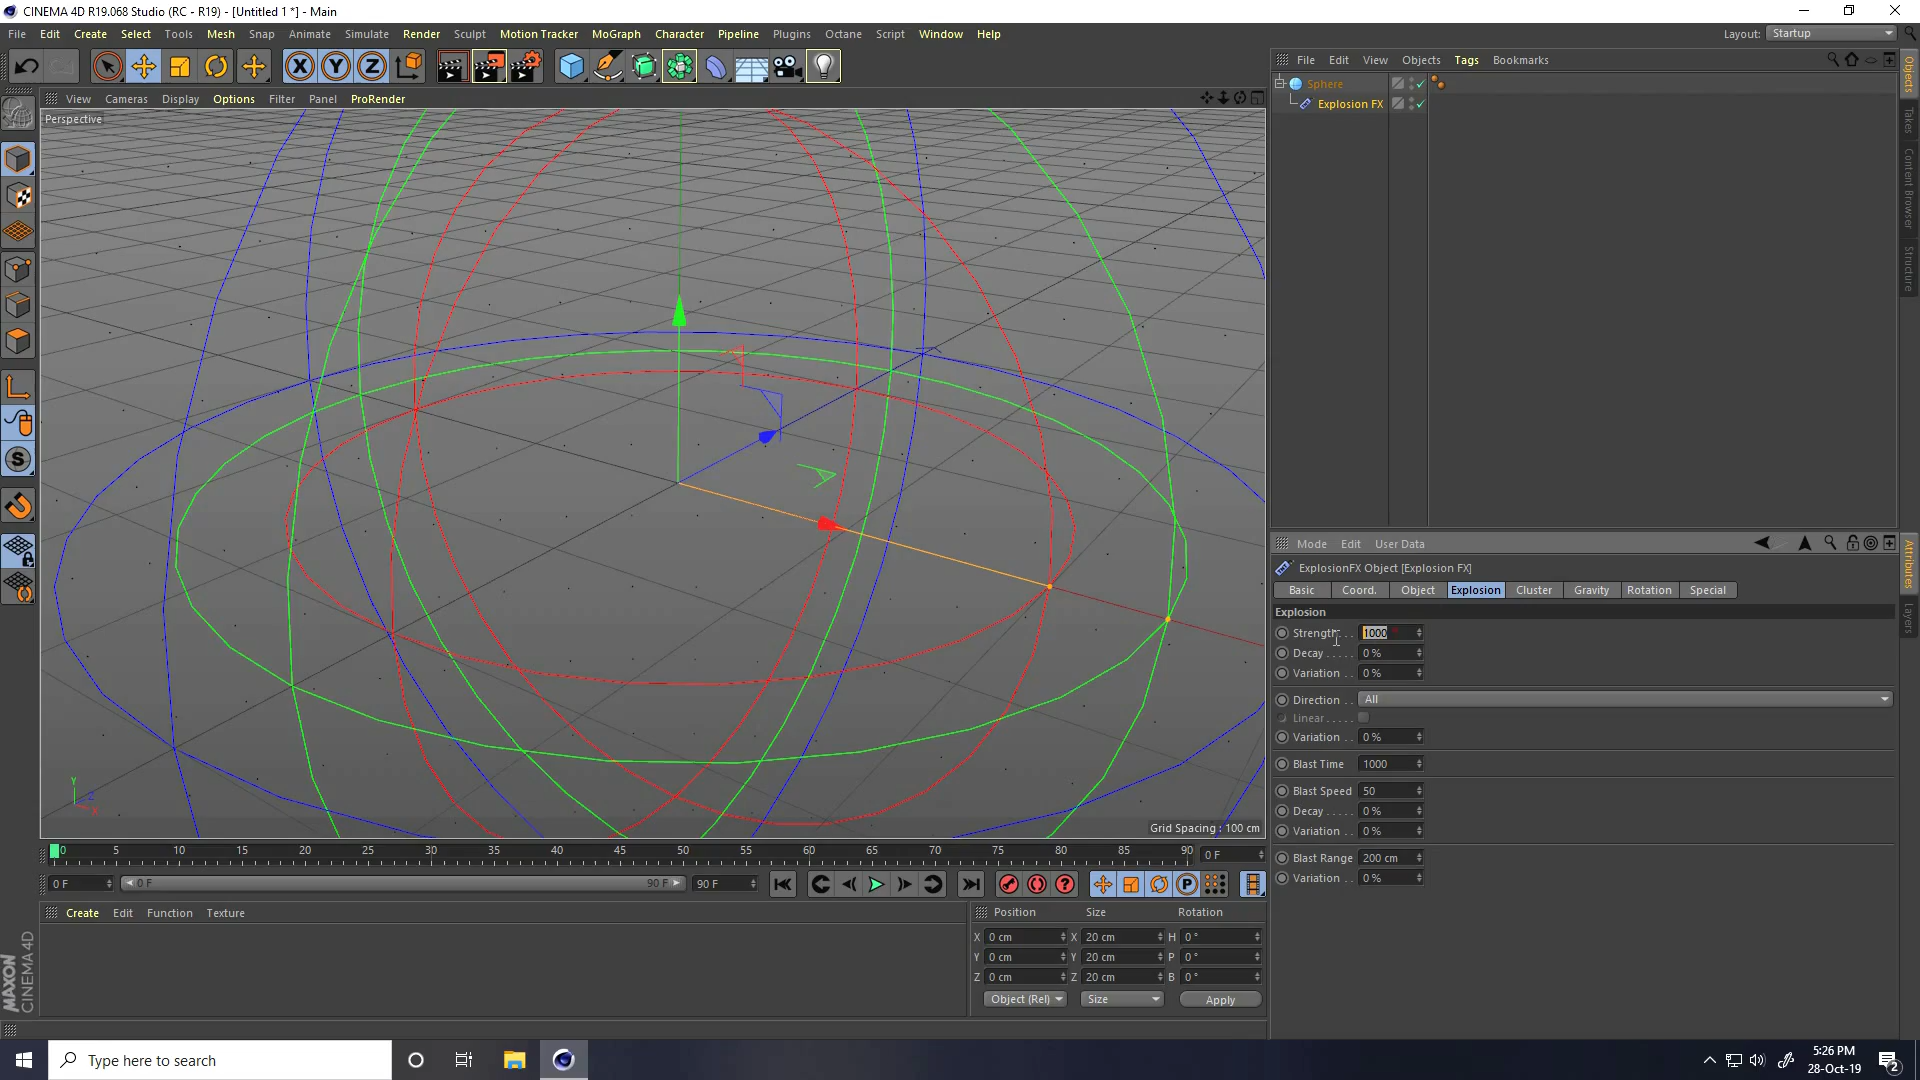 CINEMA 4D R19.068 Studio (RC - R19) - [Untitled 1 *] - Main
File Edit Create Select Tools Mesh Snap Animate Simulate Render Sculpt Motion Tracker MoGraph Character Pipeline Plugins Octane Script Window Help
Layout: Startup
File Edit View Objects Tags Bookmarks
View Cameras Display Options Filter Panel ProRender
Perspective
Sphere
Explosion FX
Objects
Takes
Content Browser
Structure
Mode Edit User Data
ExplosionFX Object [Explosion FX]
Basic Coord. Object Explosion Cluster Gravity Rotation Special
Explosion
Strength . . . 1000
Decay . . . . . 0 %
Variation . . 0 %
Direction . . All
Linear . . . . .
Variation . . 0 %
Blast Time 1000
Blast Speed 50
Decay . . . . . 0 %
Variation . . 0 %
Blast Range 200 cm
Variation . . 0 %
Attributes
Layers
Y
Z
X
Grid Spacing : 100 cm
0 5 10 15 20 25 30 35 40 45 50 55 60 65 70 75 80 85 90 0 F
0 F 0 F 90 F 90 F
Create Edit Function Texture
Position Size Rotation
X 0 cm X 20 cm H 0 °
Y 0 cm Y 20 cm P 0 °
Z 0 cm Z 20 cm B 0 °
Object (Rel) Size Apply
MAXON
CINEMA 4D
Type here to search
5:26 PM
28-Oct-19
2